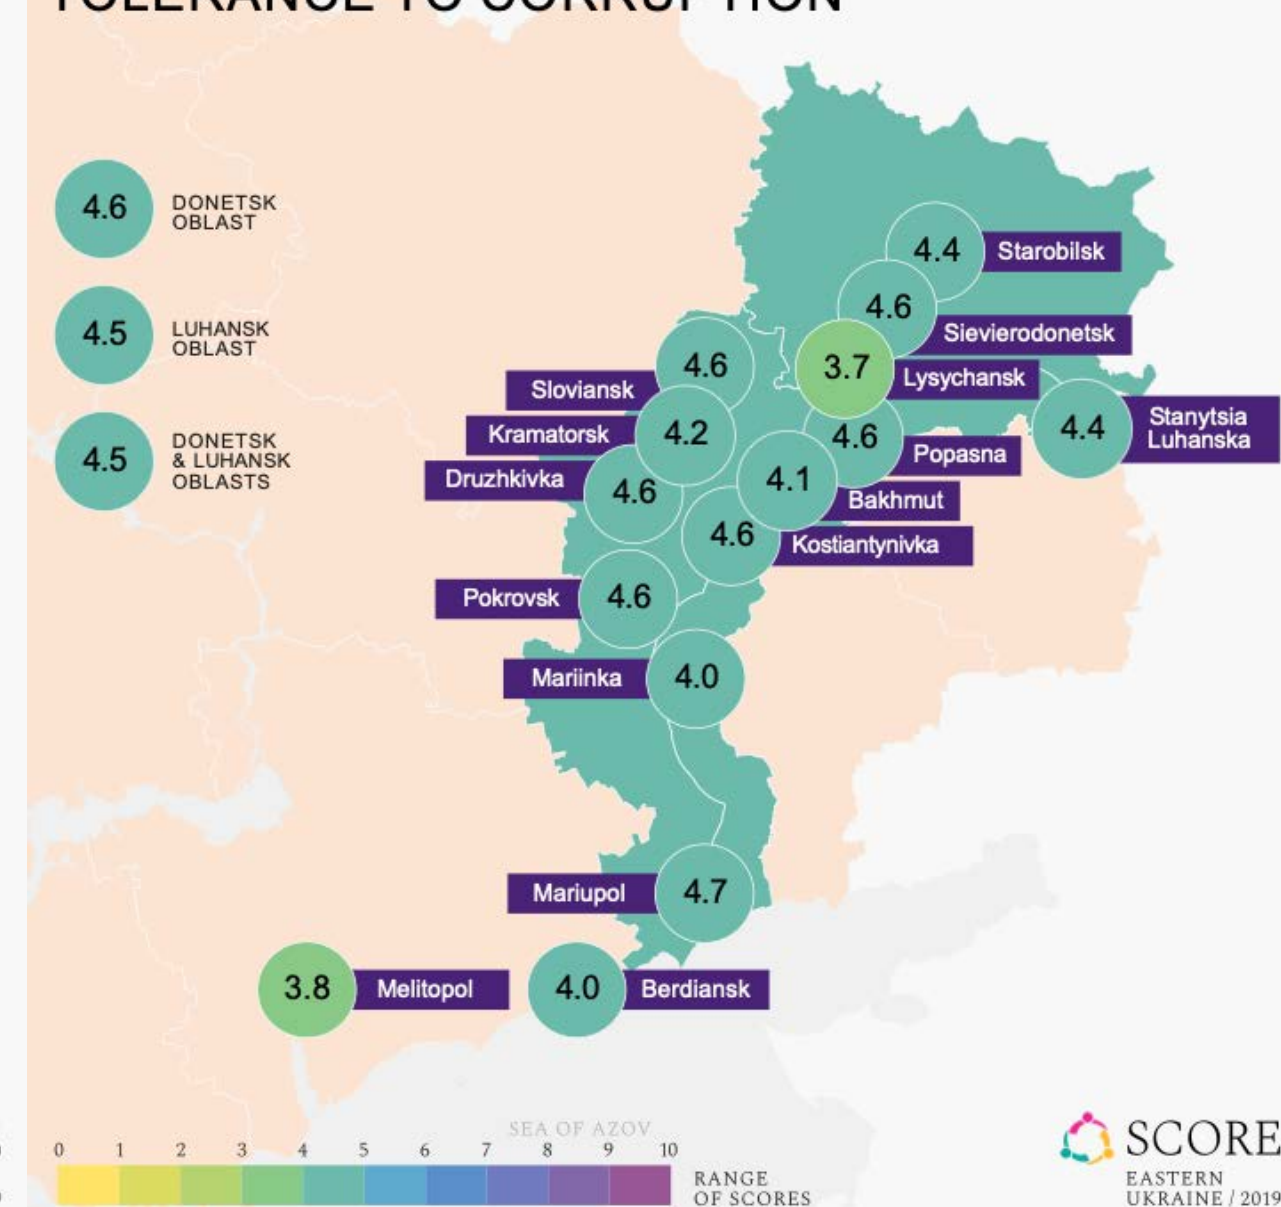 TOLERANCE TO CORRUPTION
4.6
DONETSK
OBLAST
4.5
LUHANSK
OBLAST
4.5
DONETSK
& LUHANSK
OBLASTS
4.4
Starobilsk
4.6
Sievierodonetsk
3.7
Lysychansk
4.6
Sloviansk
4.2
Kramatorsk
4.6
Druzhkivka
4.6
Popasna
4.4
Stanytsia
Luhanska
4.1
Bakhmut
4.6
Kostiantynivka
Pokrovsk
4.6
Mariinka
4.0
Mariupol
4.7
3.8
Melitopol
4.0
Berdiansk
SEA OF AZOV
0 1 2 3 4 5 6 7 8 9 10
RANGE
OF SCORES
SCORE
EASTERN
UKRAINE / 2019